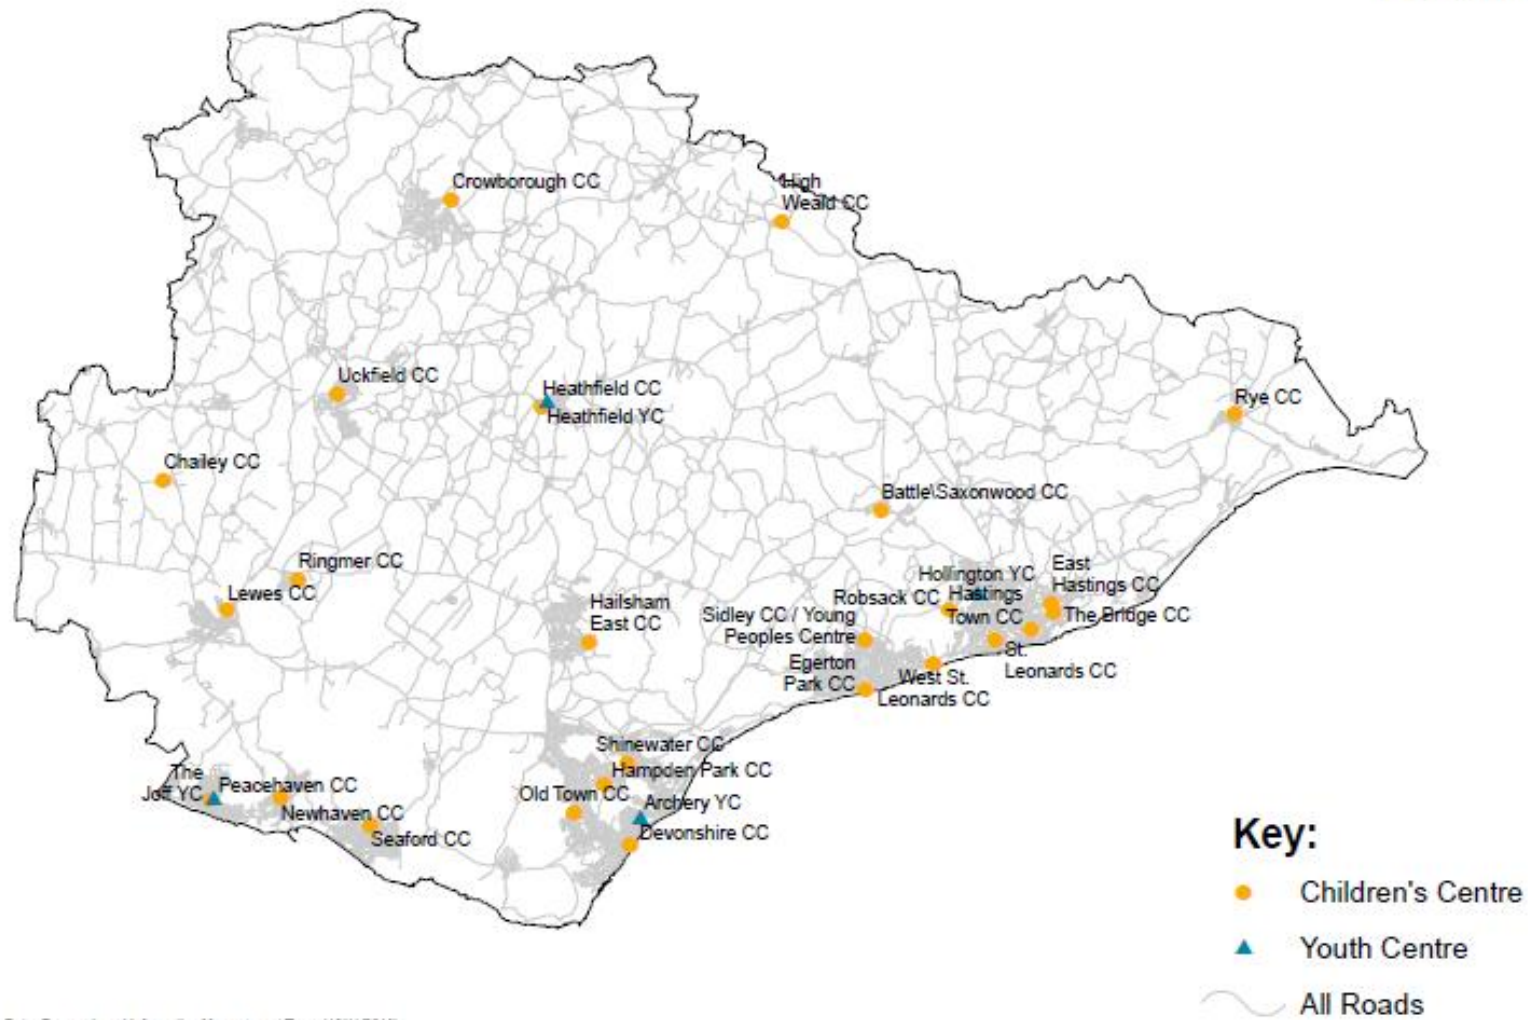 Crowborough CC
High
Weald CC
Uckfield CC
Heathfield CC
Heathfield YC
Rye CC
Chailey CC
Battle\Saxonwood CC
Ringmer CC
Lewes CC
Hailsham
East CC
Hollington YC
East
Hastings CC
Robsack CC
Hastings
Town CC
The Bridge CC
Sidley CC / Young
Peoples Centre
St.
Leonards CC
Egerton
Park CC
West St.
Leonards CC
Shinewater CC
Hampden Park CC
The
Joff YC
Peacehaven CC
Old Town CC
Archery YC
Newhaven CC
Devonshire CC
Seaford CC
Key:
Children's Centre
Youth Centre
All Roads